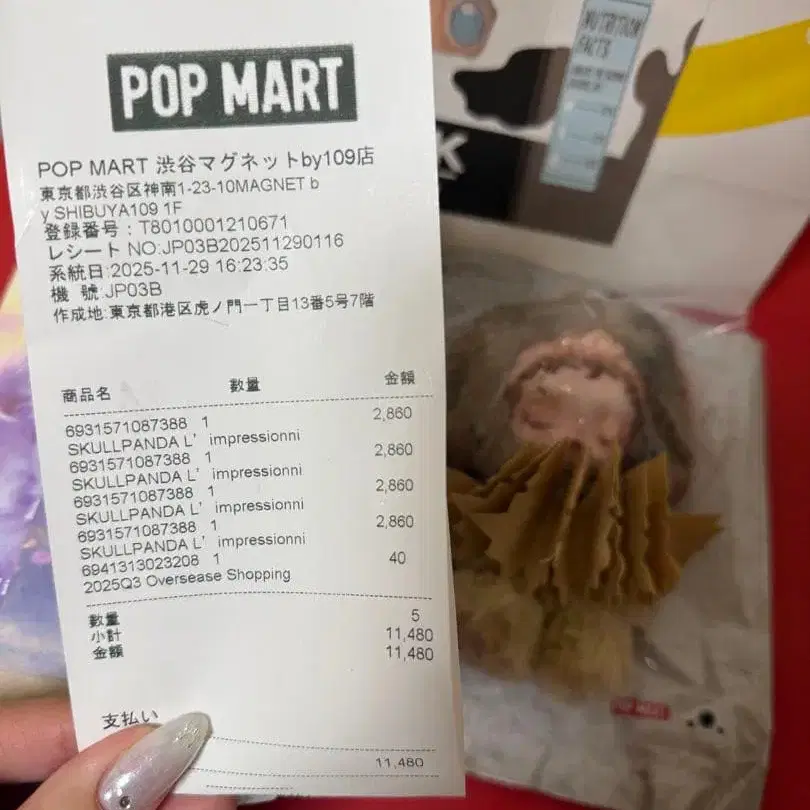 POP MART
POP MART 渋谷マグネットby109店
東京都渋谷区神南1-23-10MAGNET b
y SHIBUYA109 1F
登録番号：T8010001210671
レシート NO:JP03B202511290116
系統日:2025-11-29 16:23:35
機 號:JP03B
作成地:東京都港区虎ノ門一丁目13番5号7階
商品名 数量 金額
6931571087388 1 2,860
SKULLPANDA L' impressionni
6931571087388 1 2,860
SKULLPANDA L' impressionni
6931571087388 1 2,860
SKULLPANDA L' impressionni
6931571087388 1 2,860
SKULLPANDA L' impressionni
6941313023208 1 40
2025Q3 Oversease Shopping
数量 5
小計 11,480
金額 11,480
支払い
11,480
NUTRITION
FACTS
K
POP MART